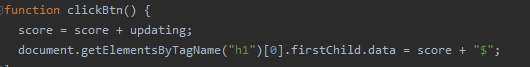 function clickBtn() {
score = score + updating;
document.getElementsByTagName("h1")[0].firstChild.data = score + "$";